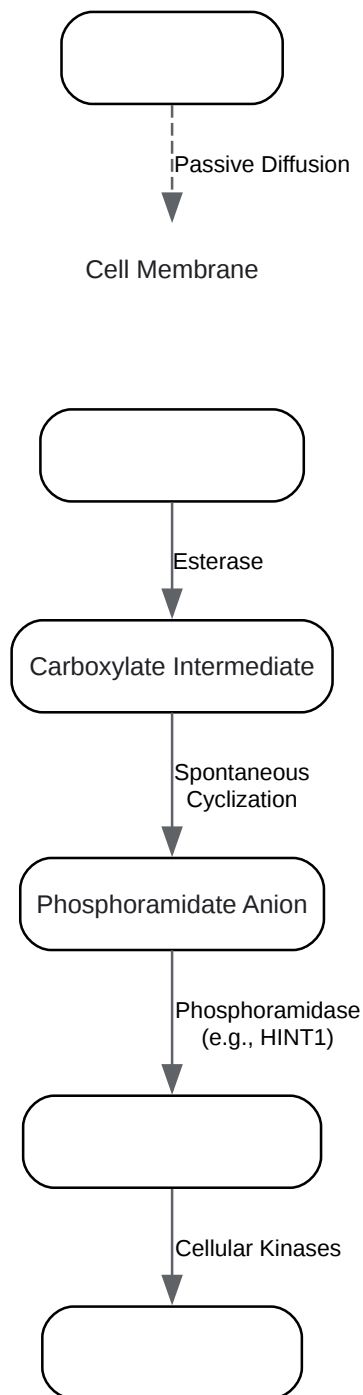 Passive Diffusion
Cell Membrane
Esterase
Carboxylate Intermediate
Spontaneous
Cyclization
Phosphoramidate Anion
Phosphoramidase
(e.g., HINT1)
Cellular Kinases